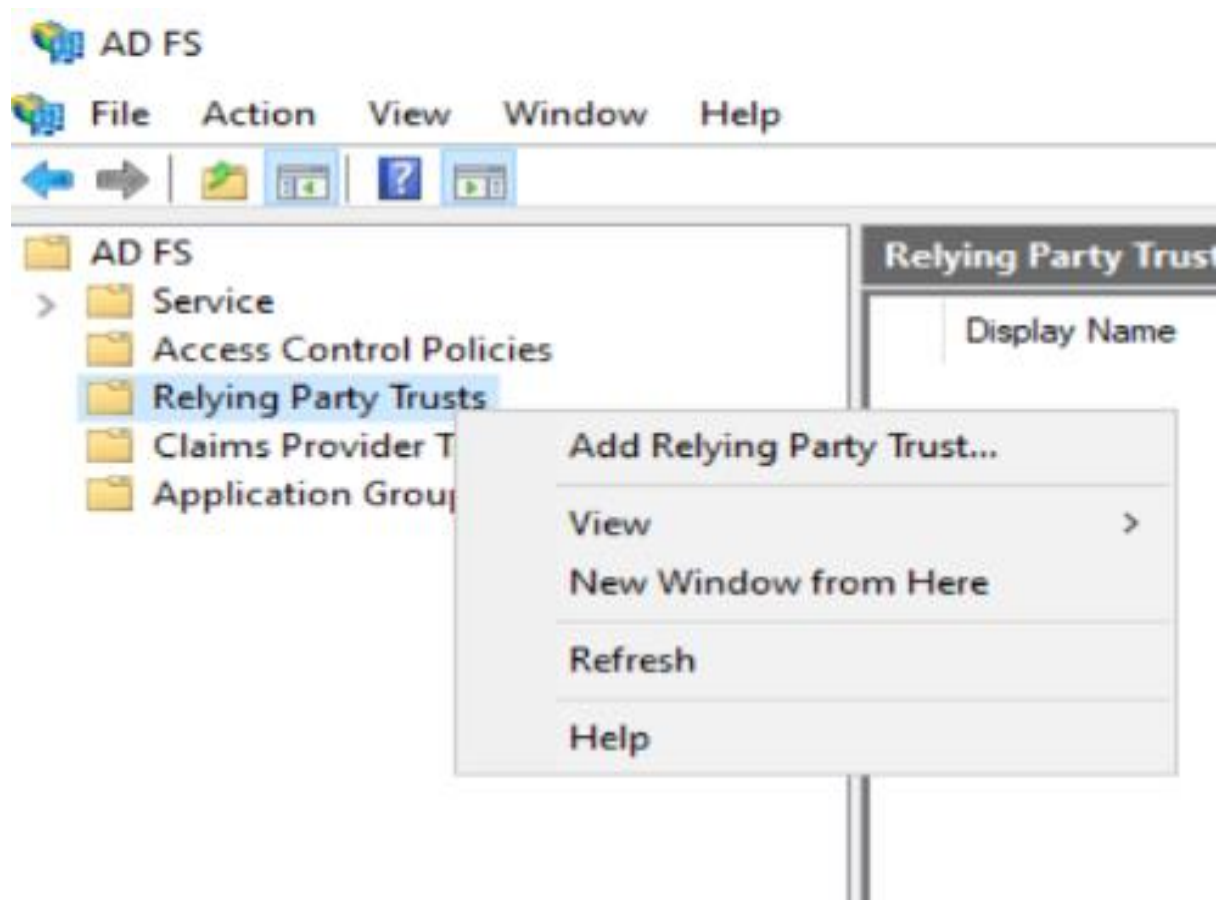 AD FS
File Action View Window Help
AD FS
Service
Access Control Policies
Relying Party Trusts
Claims Provider T
Application Grou
Relying Party Trust
Display Name
Add Relying Party Trust...
View
New Window from Here
Refresh
Help